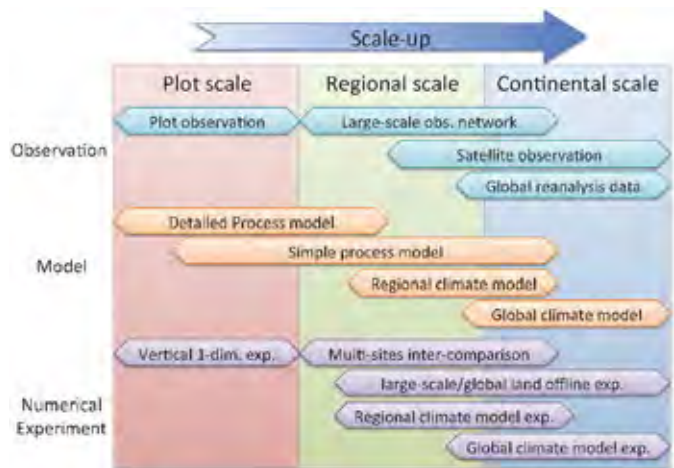 Scale-up
Plot scale
Regional scale
Continental scale
Observation
Plot observation
Large-scale obs. network
Satellite observation
Global reanalysis data
Model
Detailed Process model
Simple process model
Regional climate model
Global climate model
Numerical
Experiment
Vertical 1-dim. exp.
Multi-sites inter-comparison
large-scale/global land offline exp.
Regional climate model exp.
Global climate model exp.